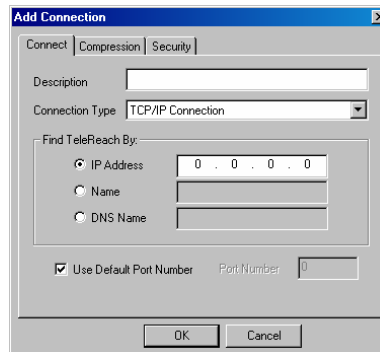 Add Connection
Connect Compression Security
Description
Connection Type TCP/IP Connection
Find TeleReach By:
IP Address 0 . 0 . 0 . 0
Name
DNS Name
Use Default Port Number Port Number 0
OK Cancel